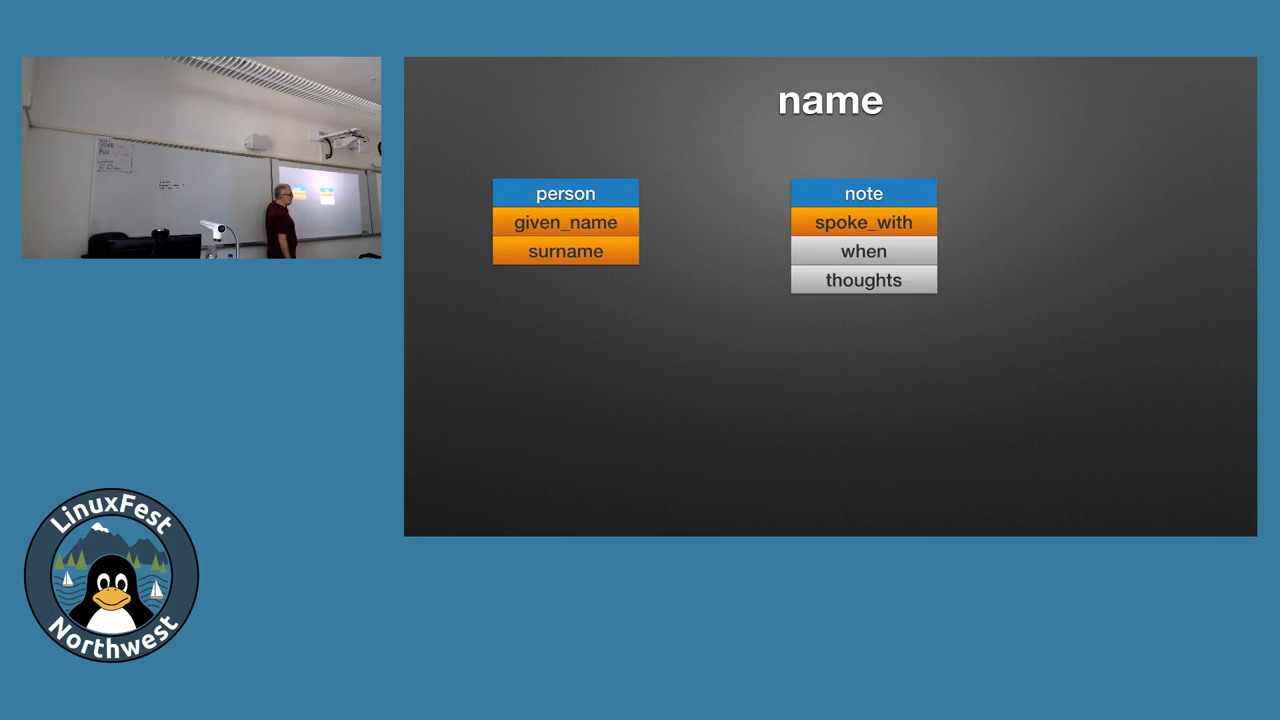 name
person
given_name
surname
note
spoke_with
when
thoughts
LinuxFest
Northwest